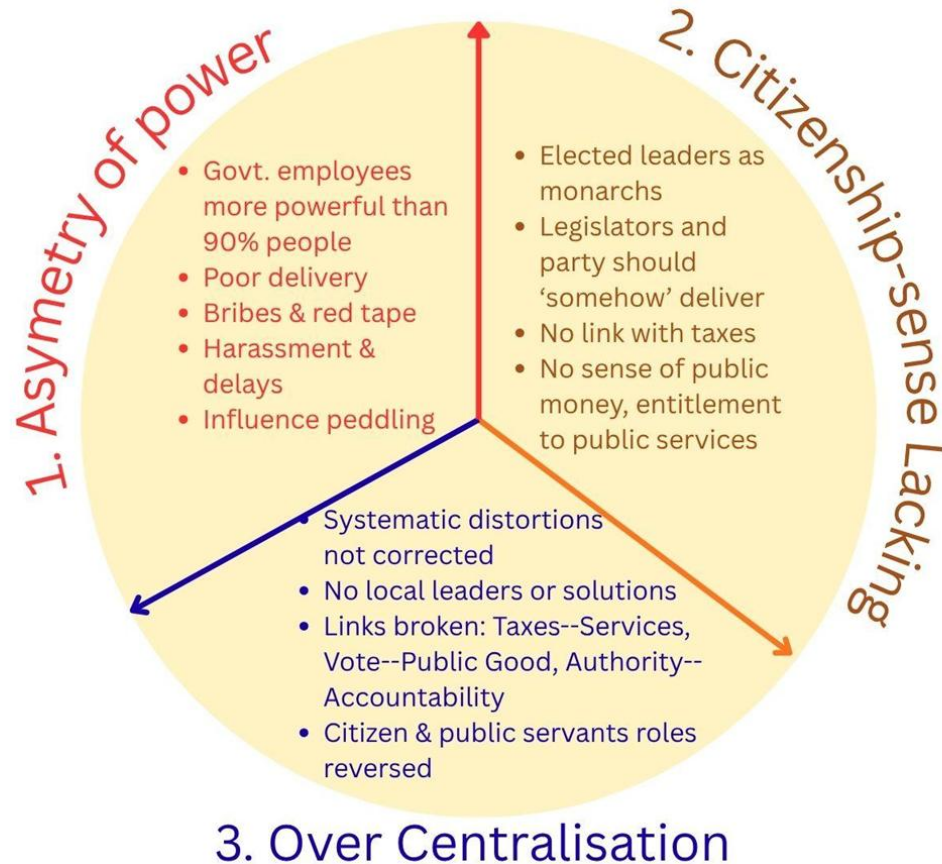 1. Asymetry of power
• Govt. employees
more powerful than
90% people
• Poor delivery
• Bribes & red tape
• Harassment &
delays
• Influence peddling
2. Citizenship-sense Lacking
• Elected leaders as
monarchs
• Legislators and
party should
‘somehow’ deliver
• No link with taxes
• No sense of public
money, entitlement
to public services
• Systematic distortions
not corrected
• No local leaders or solutions
• Links broken: Taxes--Services,
Vote--Public Good, Authority--
Accountability
• Citizen & public servants roles
reversed
3. Over Centralisation